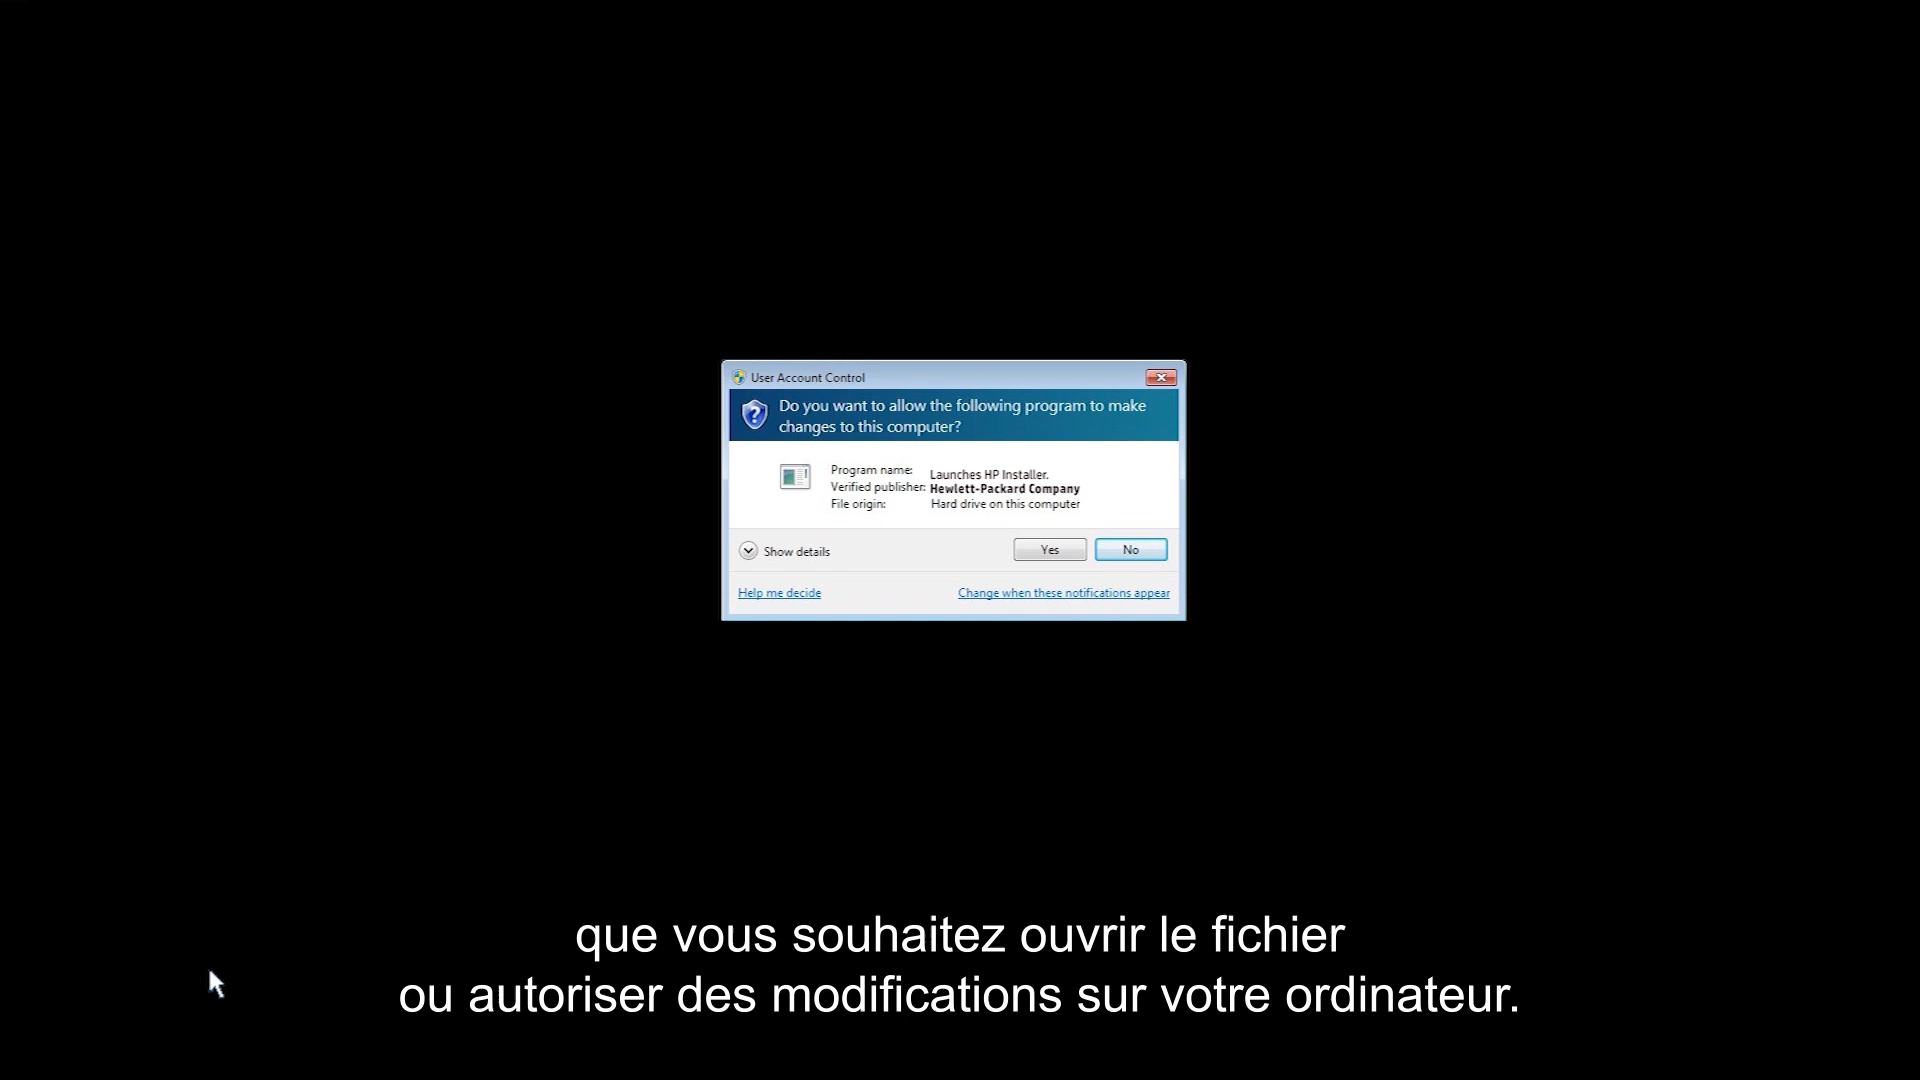 User Account Control
Do you want to allow the following program to make
changes to this computer?
Program name: Launches HP Installer.
Verified publisher: Hewlett-Packard Company
File origin: Hard drive on this computer
Show details Yes No
Help me decide Change when these notifications appear
que vous souhaitez ouvrir le fichier
ou autoriser des modifications sur votre ordinateur.